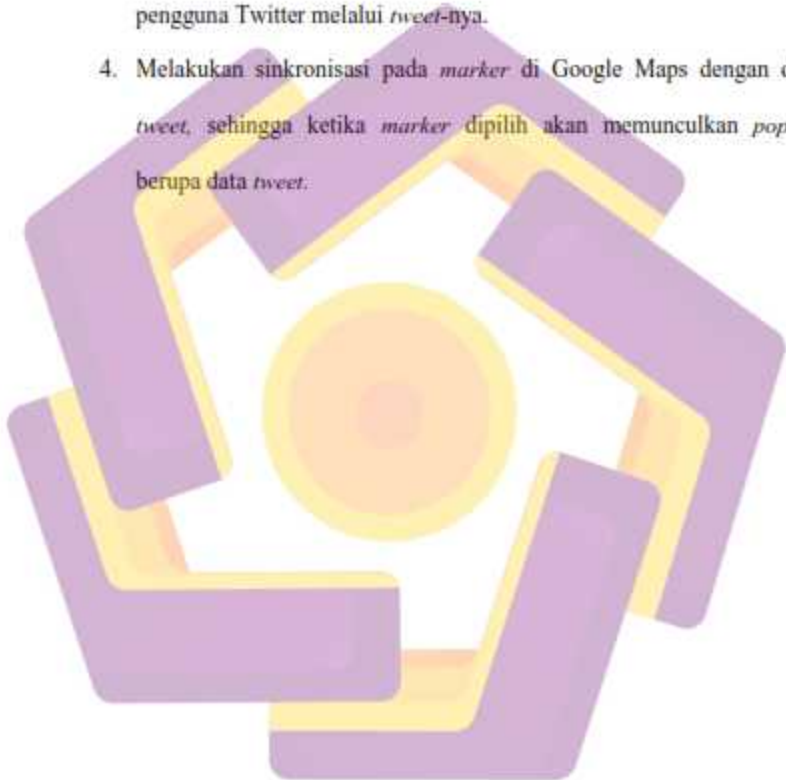 pengguna Twitter melalui tweet-nya.
4. Melakukan sinkronisasi pada marker di Google Maps dengan
tweet, sehingga ketika marker dipilih akan memunculkan pop
berupa data tweet.